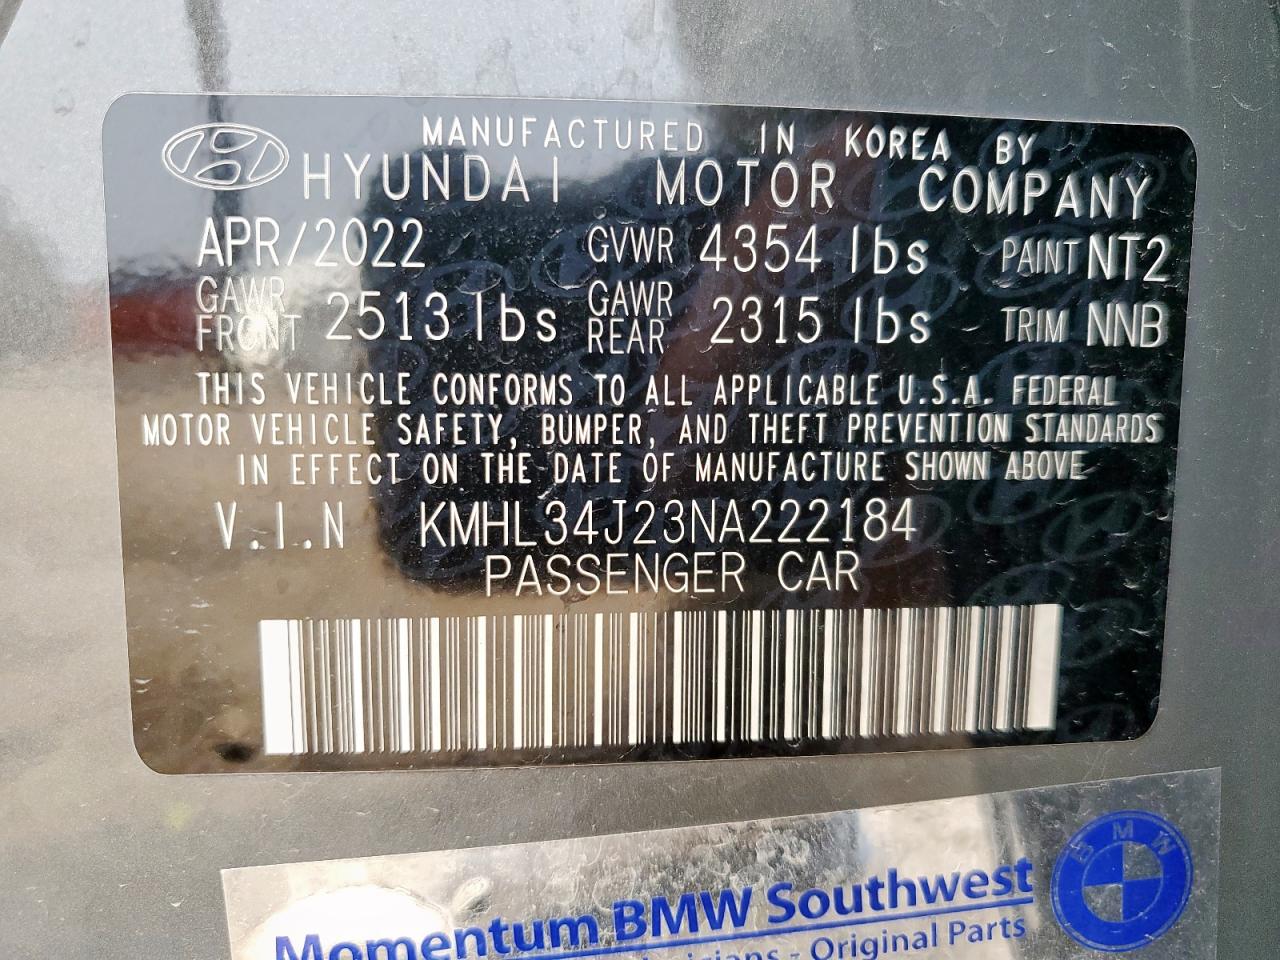 MANUFACTURED IN KOREA BY
HYUNDAI MOTOR COMPANY
APR/2022 GVWR 4354 lbs PAINT NT2
GAWR FRONT 2513 lbs GAWR REAR 2315 lbs TRIM NNB
THIS VEHICLE CONFORMS TO ALL APPLICABLE U.S.A. FEDERAL
MOTOR VEHICLE SAFETY, BUMPER, AND THEFT PREVENTION STANDARDS
IN EFFECT ON THE DATE OF MANUFACTURE SHOWN ABOVE
V.I.N KMHL34J23NA222184
PASSENGER CAR
BMW
Momentum BMW Southwest
- Original Parts